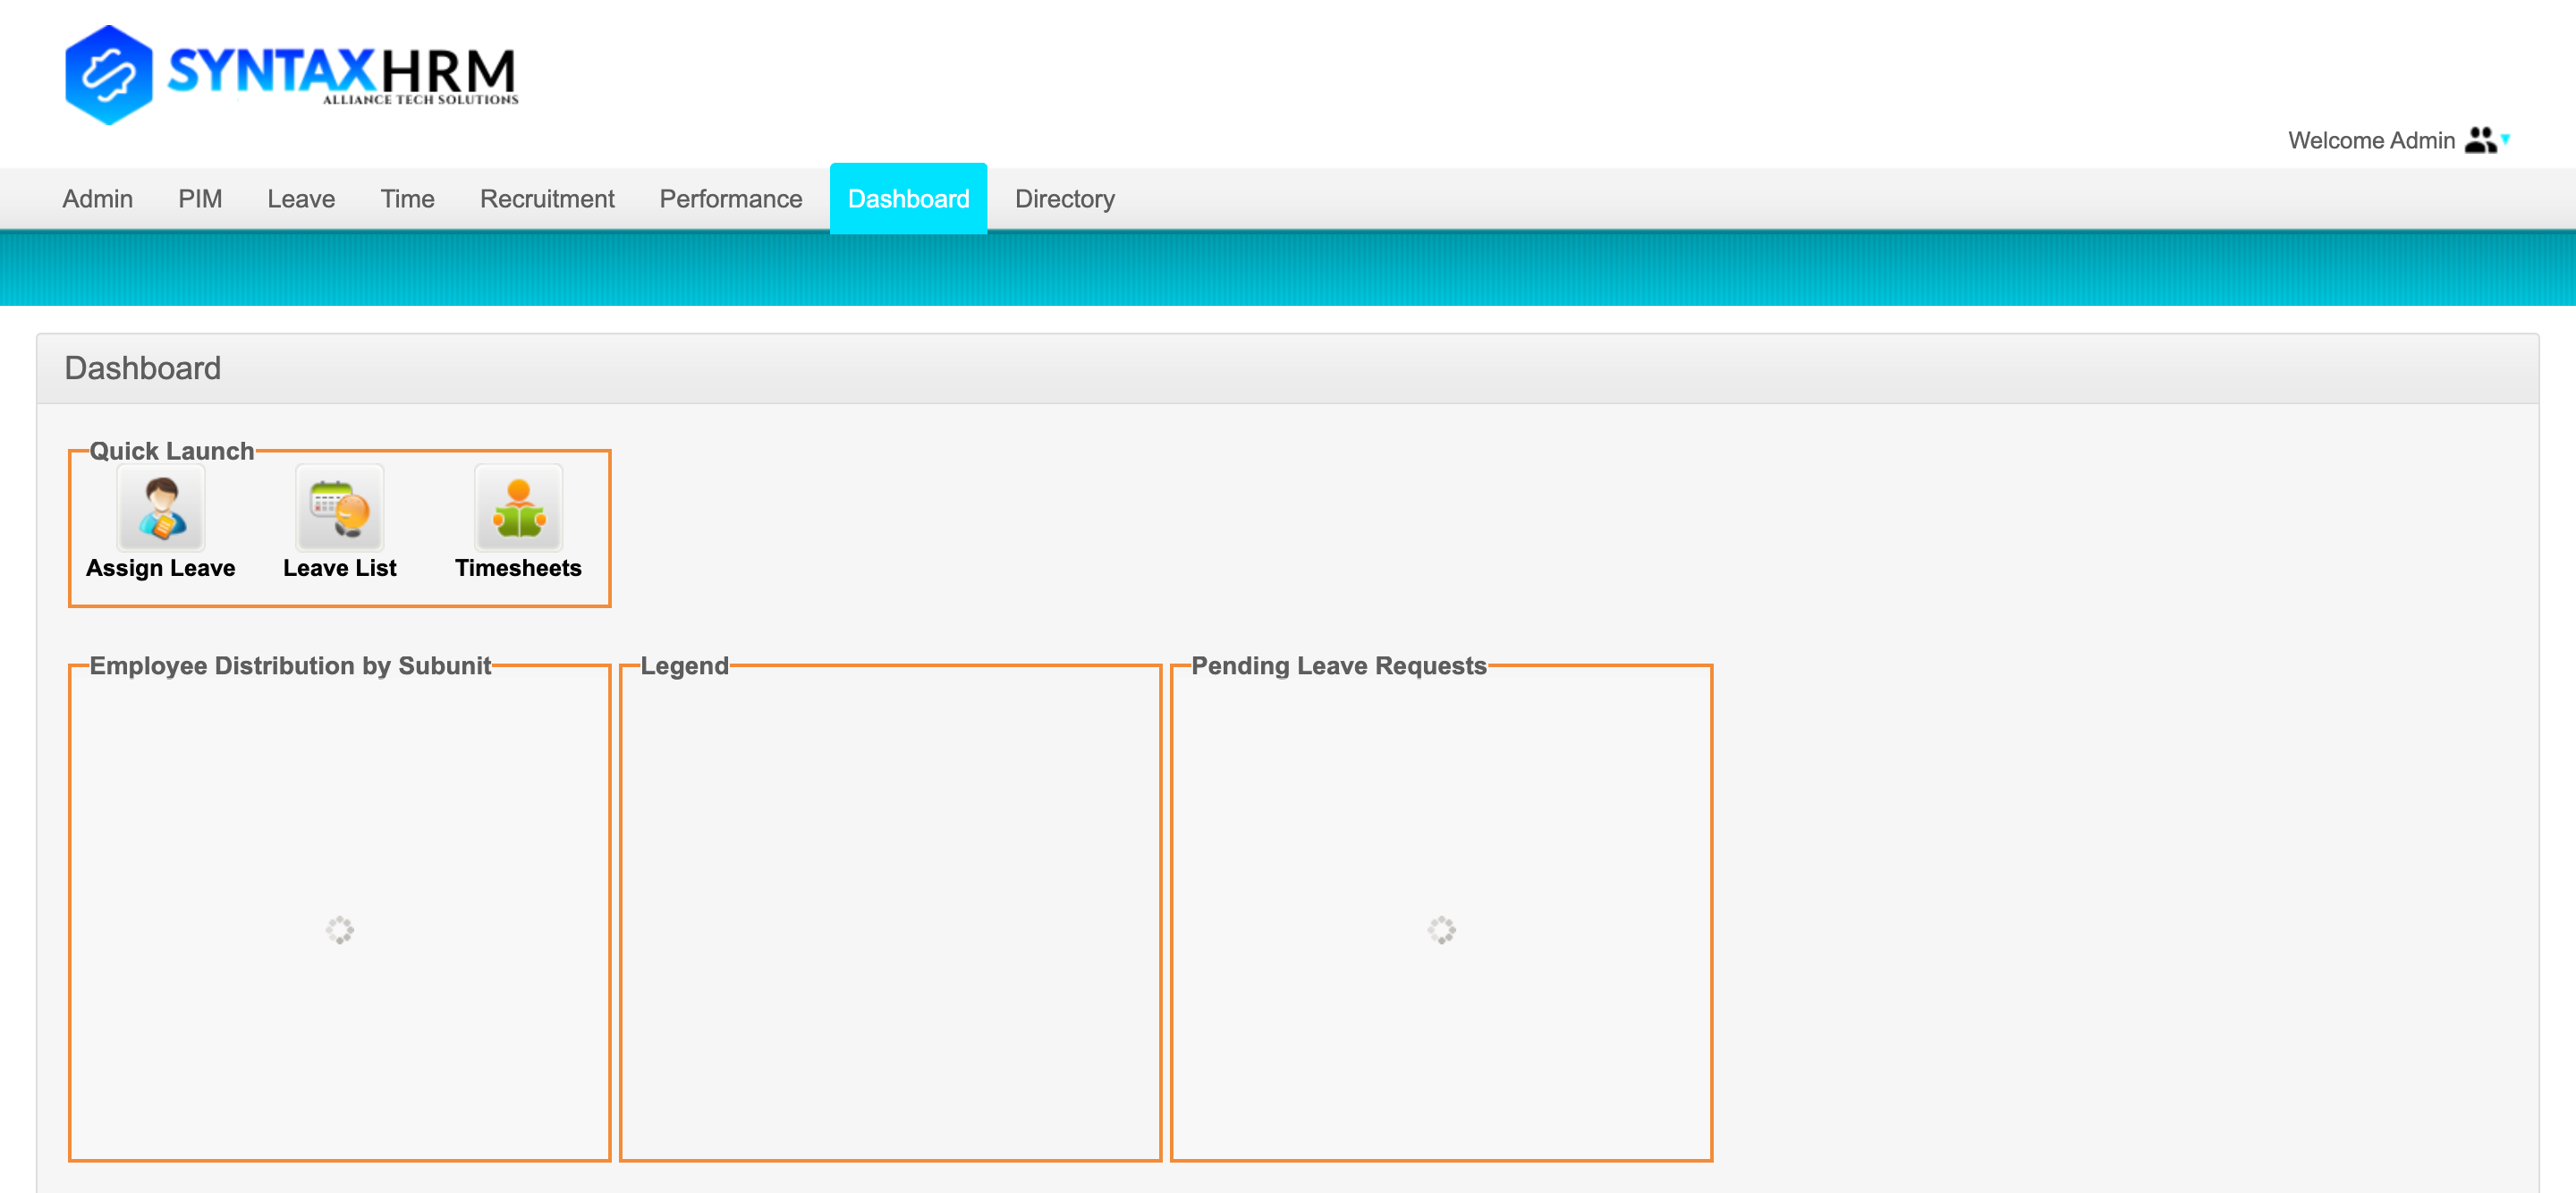 SYNTAXHRM
ALLIANCE TECH SOLUTIONS
Welcome Admin
Admin PIM Leave Time Recruitment Performance Dashboard Directory
Dashboard
Quick Launch
Assign Leave Leave List Timesheets
Employee Distribution by Subunit Legend Pending Leave Requests